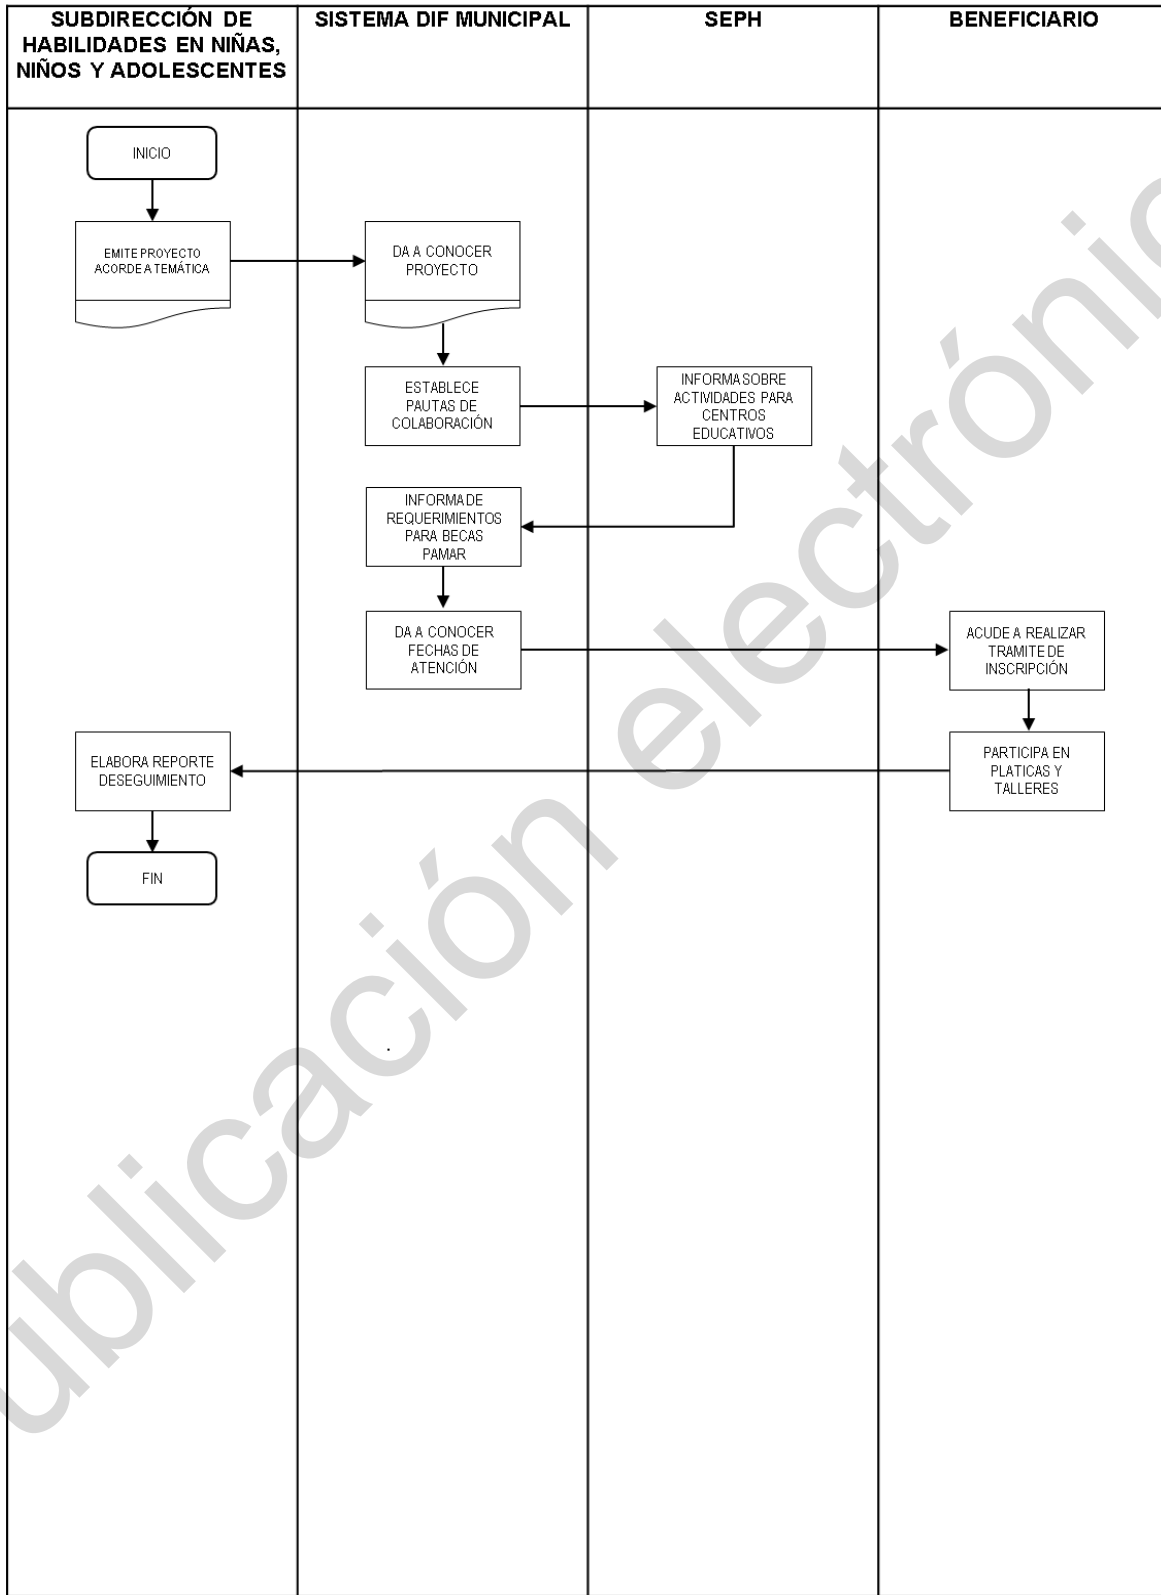 SUBDIRECCIÓN DE
HABILIDADES EN NIÑAS,
NIÑOS Y ADOLESCENTES
SISTEMA DIF MUNICIPAL
SEPH
BENEFICIARIO
INICIO
EMITE PROYECTO
ACORDE A TEMÁTICA
DA A CONOCER
PROYECTO
ESTABLECE
PAUTAS DE
COLABORACIÓN
INFORMA SOBRE
ACTIVIDADES PARA
CENTROS
EDUCATIVOS
INFORMA DE
REQUERIMIENTOS
PARA BECAS
PAMAR
DA A CONOCER
FECHAS DE
ATENCIÓN
ACUDE A REALIZAR
TRAMITE DE
INSCRIPCIÓN
PARTICIPA EN
PLATICAS Y
TALLERES
ELABORA REPORTE
DESEGUIMIENTO
FIN
.
ublicación electrónic